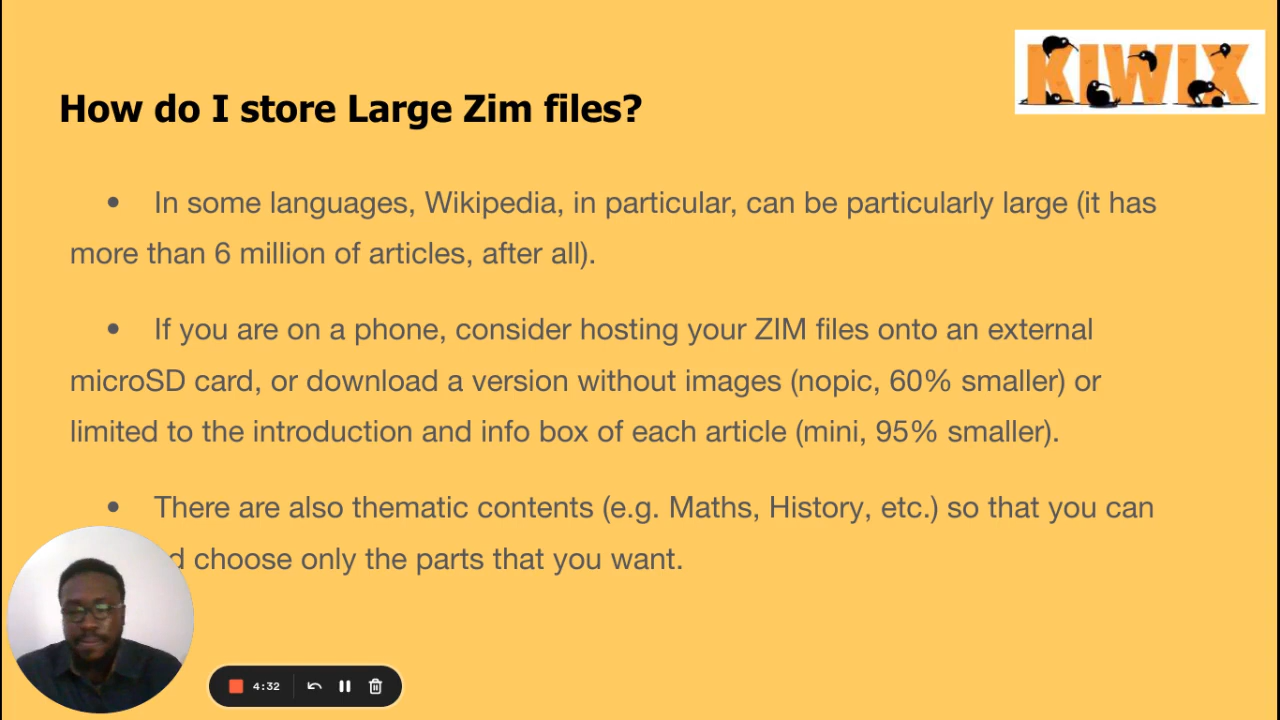 KIWIX
How do I store Large Zim files?
• In some languages, Wikipedia, in particular, can be particularly large (it has
more than 6 million of articles, after all).
• If you are on a phone, consider hosting your ZIM files onto an external
microSD card, or download a version without images (nopic, 60% smaller) or
limited to the introduction and info box of each article (mini, 95% smaller).
• There are also thematic contents (e.g. Maths, History, etc.) so that you can
choose only the parts that you want.
4:32